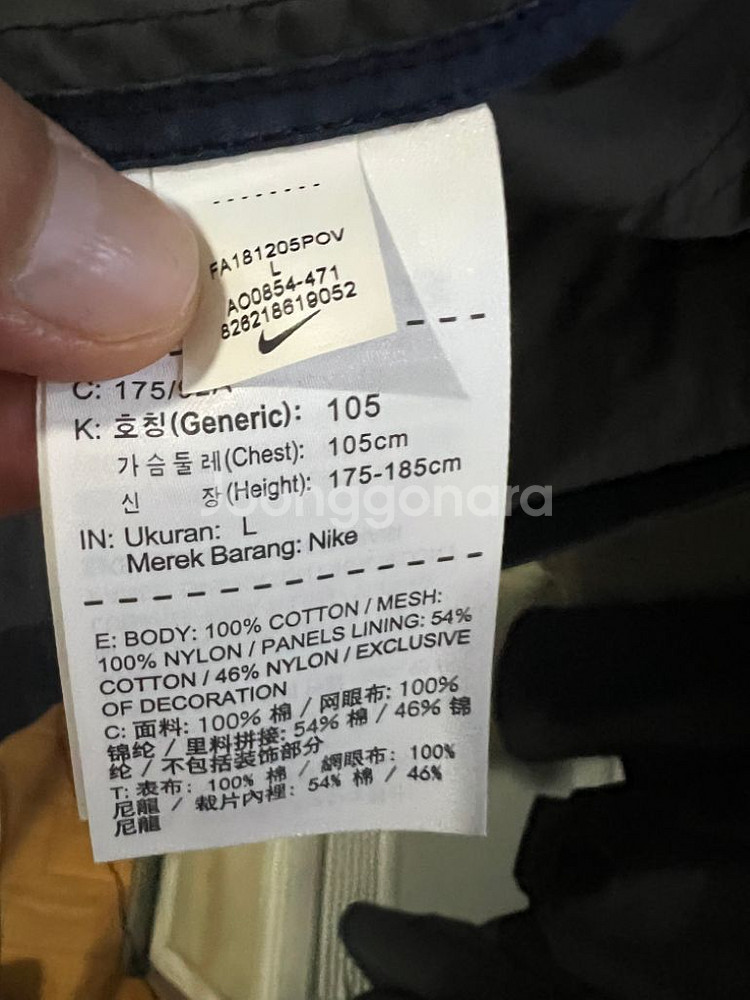 --------
FA181205POV
L
AO0854-471
826218619052
C: 175/92A
K: 호칭(Generic): 105
가슴둘레(Chest): 105cm
신 장(Height): 175-185cm
Joonggonara
IN: Ukuran: L
Merek Barang: Nike
E: BODY: 100% COTTON / MESH:
100% NYLON / PANELS LINING: 54%
COTTON / 46% NYLON / EXCLUSIVE
OF DECORATION
C: 面料: 100% 棉 / 网眼布: 100%
锦纶 / 里料拼接: 54% 棉 / 46% 锦
纶 / 不包括装饰部分
T: 表布: 100% 棉 / 網眼布: 100%
尼龍 / 裁片內裡: 54% 棉 / 46%
尼龍